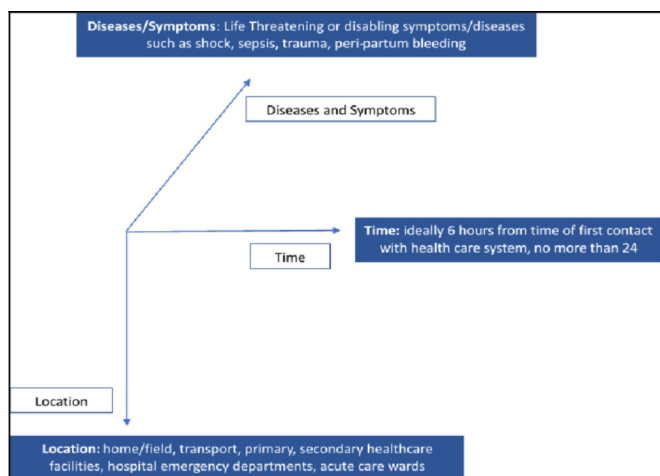 Diseases/Symptoms: Life Threatening or disabling symptoms/diseases
such as shock, sepsis, trauma, peri-partum bleeding
Diseases and Symptoms
Time: ideally 6 hours from time of first contact
with health care system, no more than 24
Time
Location
Location: home/field, transport, primary, secondary healthcare
facilities, hospital emergency departments, acute care wards